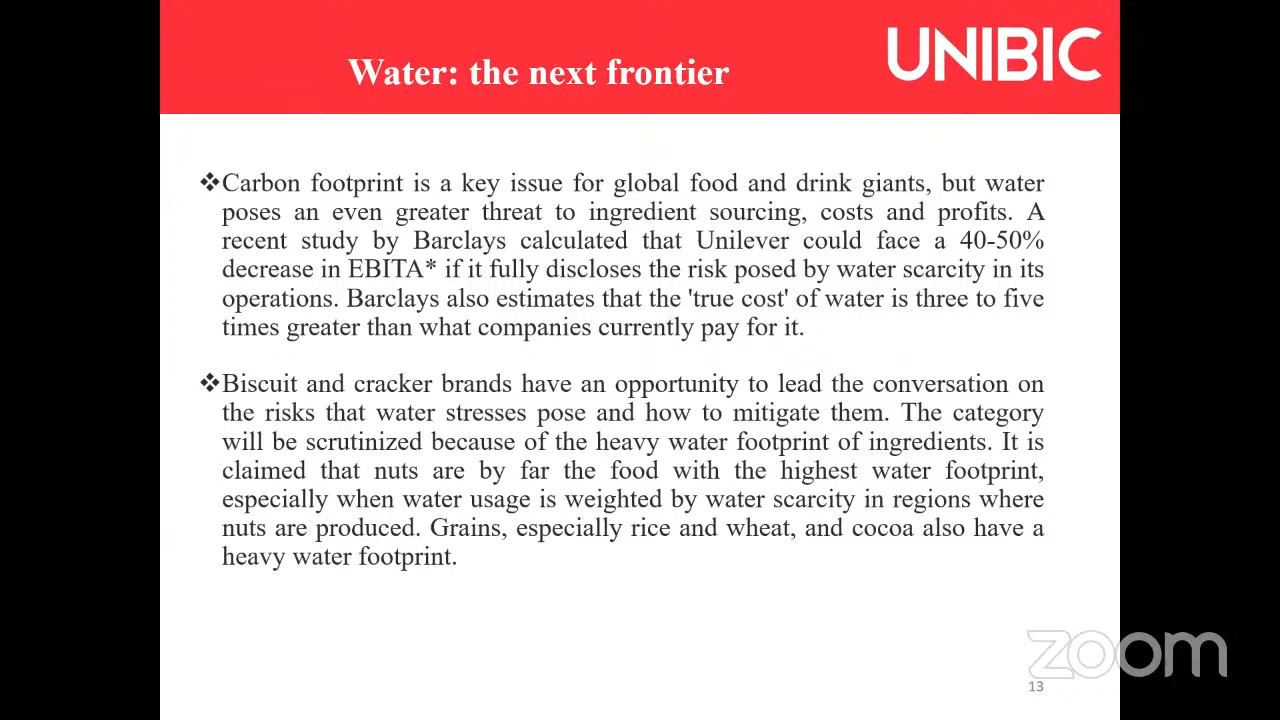 Water: the next frontier
UNIBIC
❖Carbon footprint is a key issue for global food and drink giants, but water
poses an even greater threat to ingredient sourcing, costs and profits. A
recent study by Barclays calculated that Unilever could face a 40-50%
decrease in EBITA* if it fully discloses the risk posed by water scarcity in its
operations. Barclays also estimates that the 'true cost' of water is three to five
times greater than what companies currently pay for it.
❖Biscuit and cracker brands have an opportunity to lead the conversation on
the risks that water stresses pose and how to mitigate them. The category
will be scrutinized because of the heavy water footprint of ingredients. It is
claimed that nuts are by far the food with the highest water footprint,
especially when water usage is weighted by water scarcity in regions where
nuts are produced. Grains, especially rice and wheat, and cocoa also have a
heavy water footprint.
zoom
13